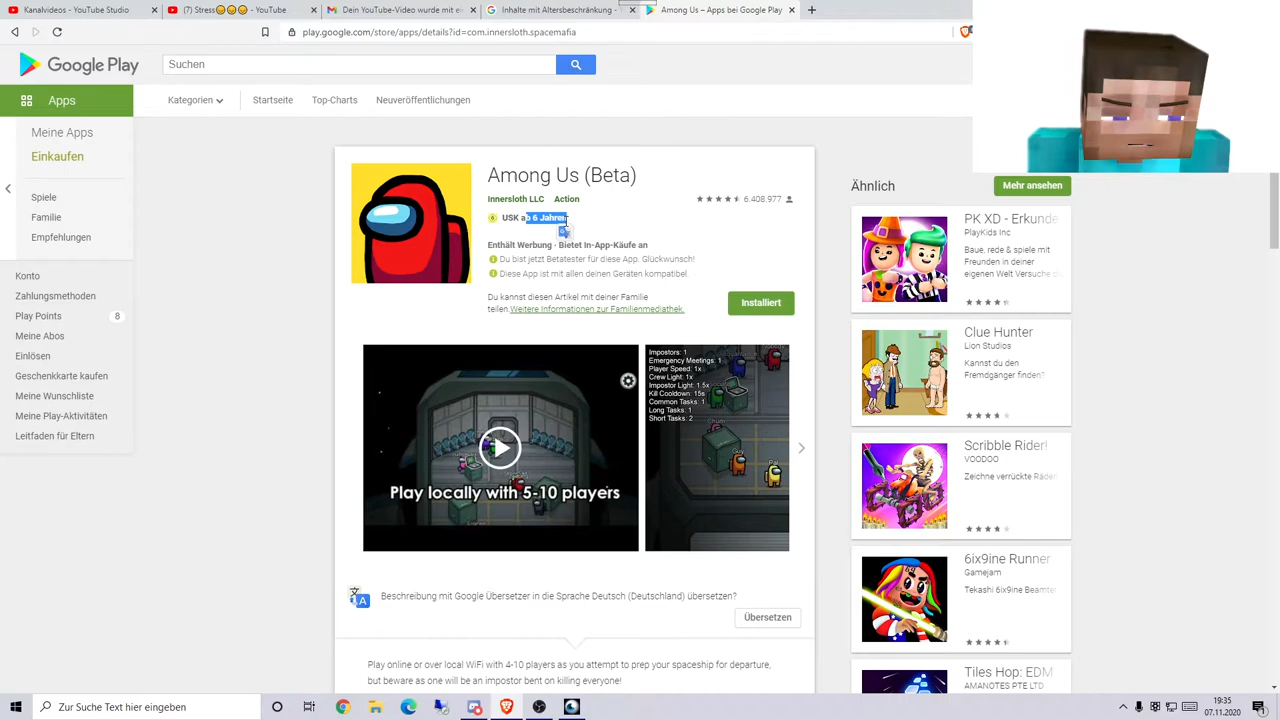 Kanalvideos - YouTube Studio
(7) Stress - YouTube
Dein YouTube-Video wurde mit e
Inhalte mit Altersbeschränkung -
Among Us – Apps bei Google Play
play.google.com/store/apps/details?id=com.innersloth.spacemafia
Google Play
Suchen
Apps
Kategorien
Startseite
Top-Charts
Neuveröffentlichungen
Meine Apps
Einkaufen
Spiele
Familie
Empfehlungen
Konto
Zahlungsmethoden
Play Points
8
Meine Abos
Einlösen
Geschenkkarte kaufen
Meine Wunschliste
Meine Play-Aktivitäten
Leitfaden für Eltern
Among Us (Beta)
Innersloth LLC
Action
6.408.977
6
USK ab 6 Jahren
Enthält Werbung · Bietet In-App-Käufe an
Du bist jetzt Betatester für diese App. Glückwunsch!
Diese App ist mit allen deinen Geräten kompatibel.
Du kannst diesen Artikel mit deiner Familie
teilen. Weitere Informationen zur Familienmediathek.
Installiert
Play locally with 5-10 players
Impostors: 1
Emergency Meetings: 1
Player Speed: 1x
Crew Light: 1x
Impostor Light: 1.5x
Kill Cooldown: 15s
Common Tasks: 1
Long Tasks: 1
Short Tasks: 2
Beschreibung mit Google Übersetzer in die Sprache Deutsch (Deutschland) übersetzen?
Übersetzen
Play online or over local WiFi with 4-10 players as you attempt to prep your spaceship for departure,
but beware as one will be an impostor bent on killing everyone!
Ähnlich
Mehr ansehen
PK XD - Erkunde
PlayKids Inc
Baue, rede & spiele mit
Freunden in deiner
eigenen Welt Versuche
Clue Hunter
Lion Studios
Kannst du den
Fremdgänger finden?
Scribble Rider!
VOODOO
Zeichne verrückte Räder
6ix9ine Runner
Gamejam
Tekashi 6ix9ine Beamter
Tiles Hop: EDM
AMANOTES PTE LTD
Zur Suche Text hier eingeben
19:35
07.11.2020